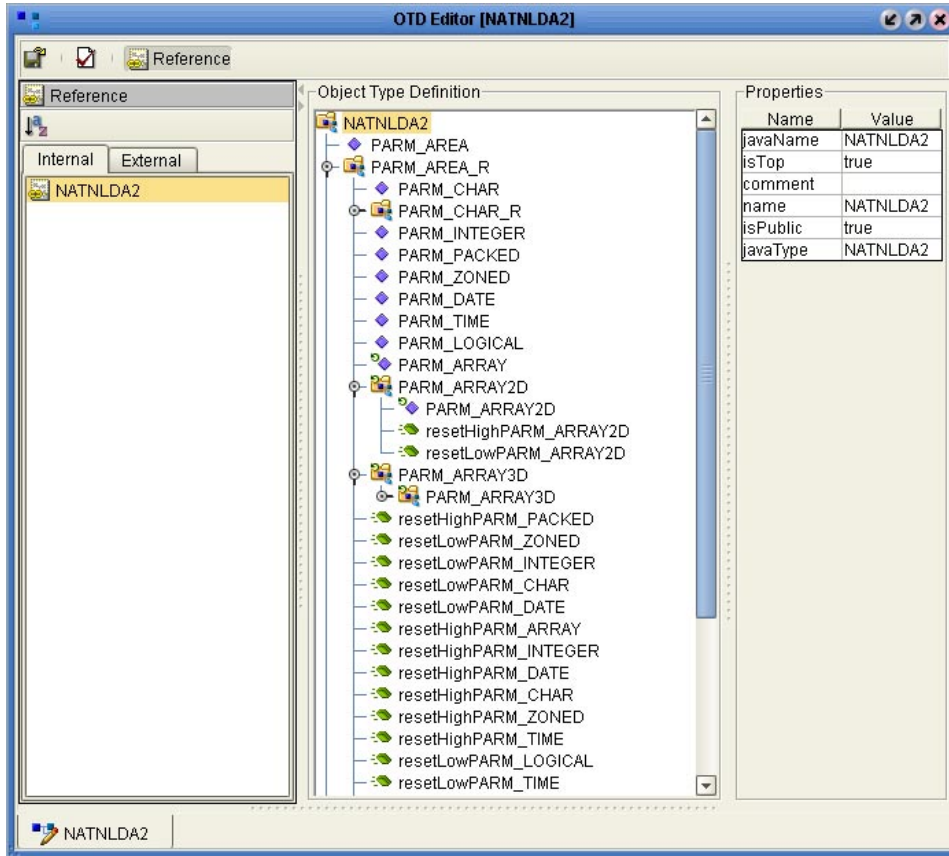 OTD Editor [NATNLDA2]
Reference
Reference
Internal
External
NATNLDA2
Object Type Definition
NATNLDA2
PARM_AREA
PARM_AREA_R
PARM_CHAR
PARM_CHAR_R
PARM_INTEGER
PARM_PACKED
PARM_ZONED
PARM_DATE
PARM_TIME
PARM_LOGICAL
PARM_ARRAY
PARM_ARRAY2D
PARM_ARRAY2D
resetHighPARM_ARRAY2D
resetLowPARM_ARRAY2D
PARM_ARRAY3D
PARM_ARRAY3D
resetHighPARM_PACKED
resetLowPARM_ZONED
resetLowPARM_INTEGER
resetLowPARM_CHAR
resetLowPARM_DATE
resetHighPARM_ARRAY
resetHighPARM_INTEGER
resetHighPARM_DATE
resetHighPARM_CHAR
resetHighPARM_ZONED
resetHighPARM_TIME
resetLowPARM_LOGICAL
resetLowPARM_TIME
Properties
Name Value
javaName NATNLDA2
isTop true
comment
name NATNLDA2
isPublic true
javaType NATNLDA2
NATNLDA2